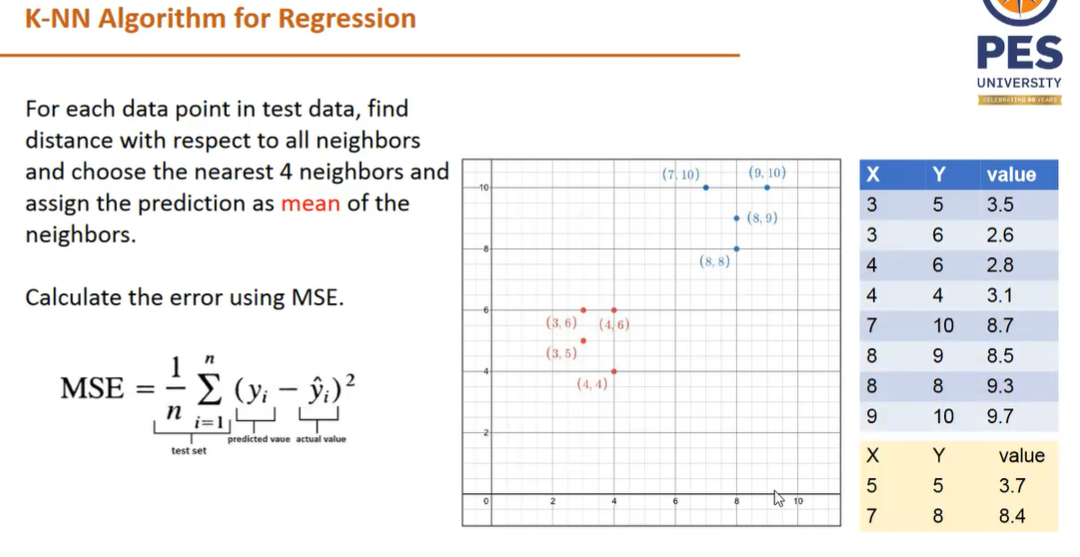 K-NN Algorithm for Regression
PES
UNIVERSITY
CELEBRATING 50 YEARS
For each data point in test data, find
distance with respect to all neighbors
and choose the nearest 4 neighbors and
assign the prediction as mean of the
neighbors.
Calculate the error using MSE.
MSE = 1/n Σ i=1 n (yᵢ − ŷᵢ)²
predicted vaue actual value
test set
(7, 10) (9, 10)
(8, 9)
(8, 8)
(3, 6) (4, 6)
(3, 5)
(4, 4)
10
8
6
4
2
0 2 4 6 8 10
X Y value
3 5 3.5
3 6 2.6
4 6 2.8
4 4 3.1
7 10 8.7
8 9 8.5
8 8 9.3
9 10 9.7
X Y value
5 5 3.7
7 8 8.4